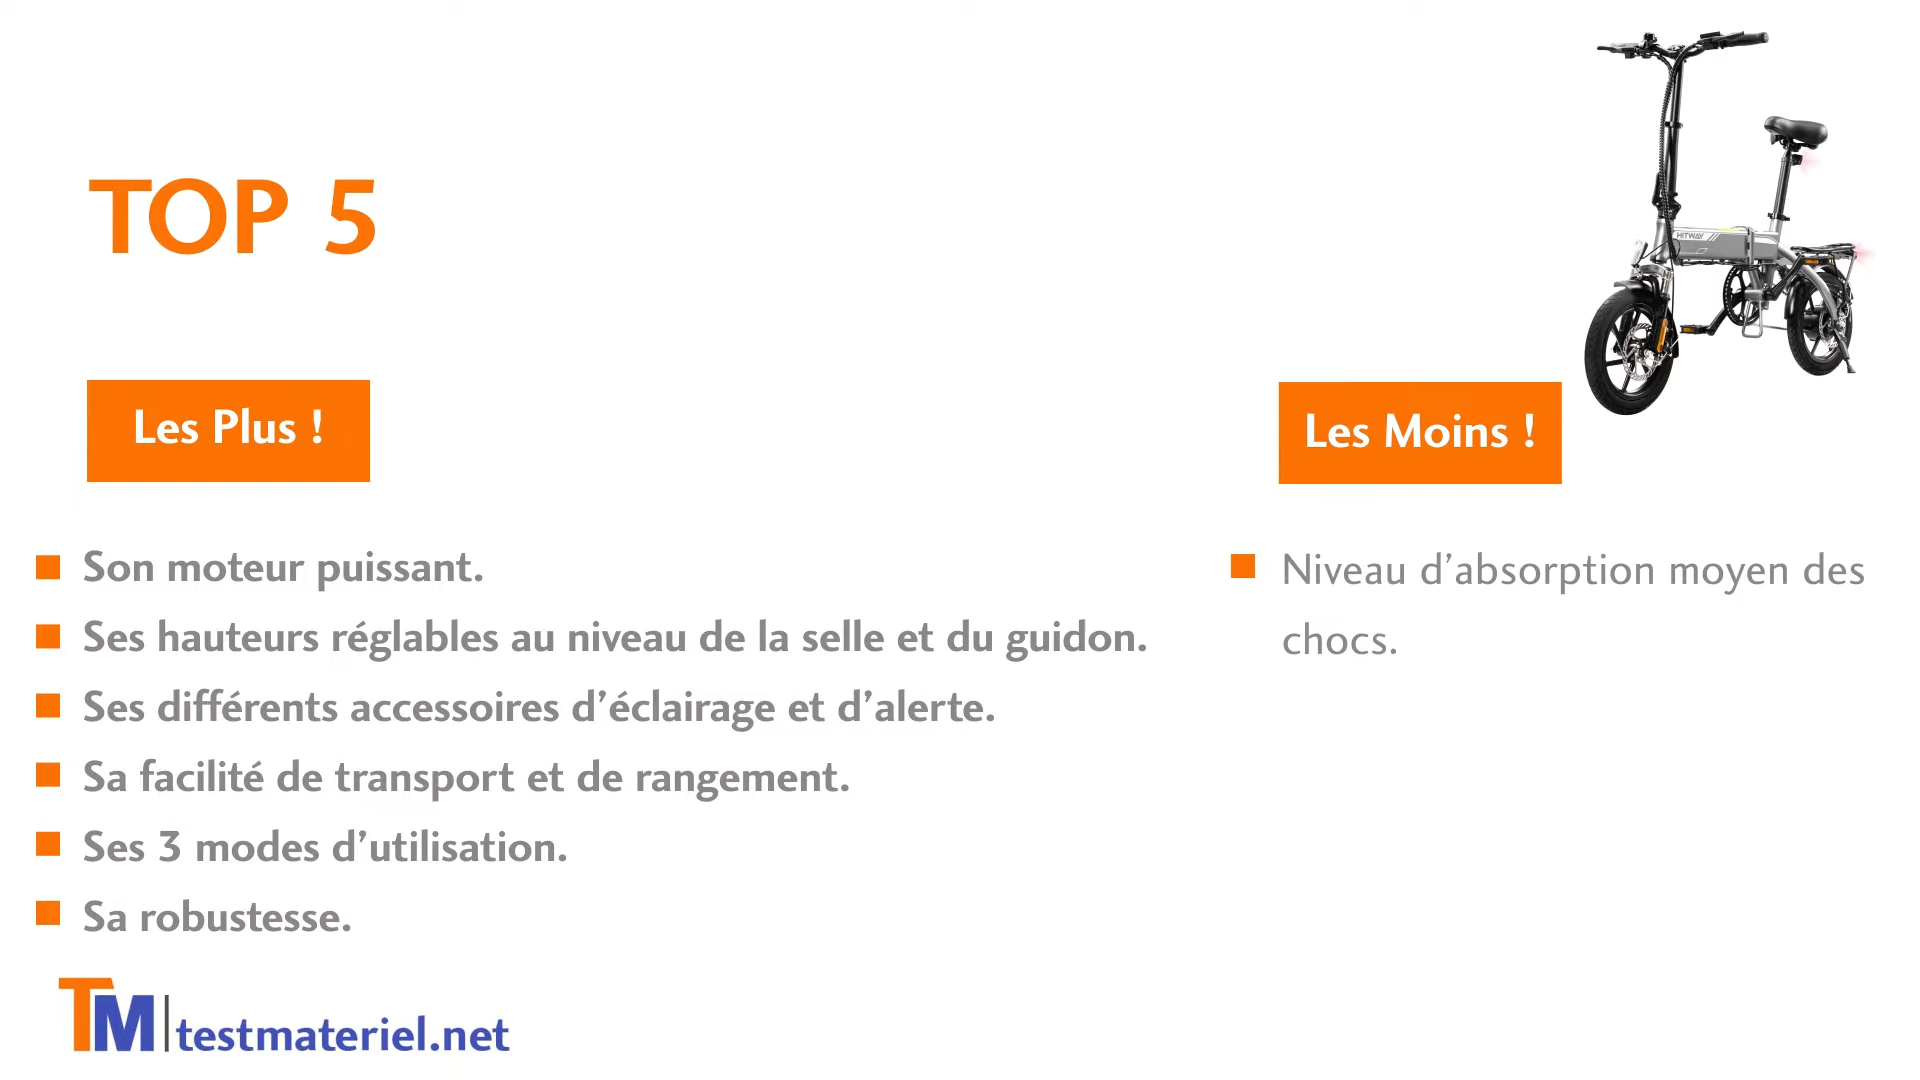 TOP 5
HITWAY
Les Plus !
Les Moins !
Son moteur puissant.
Ses hauteurs réglables au niveau de la selle et du guidon.
Ses différents accessoires d’éclairage et d’alerte.
Sa facilité de transport et de rangement.
Ses 3 modes d’utilisation.
Sa robustesse.
Niveau d’absorption moyen des
chocs.
TM|testmateriel.net